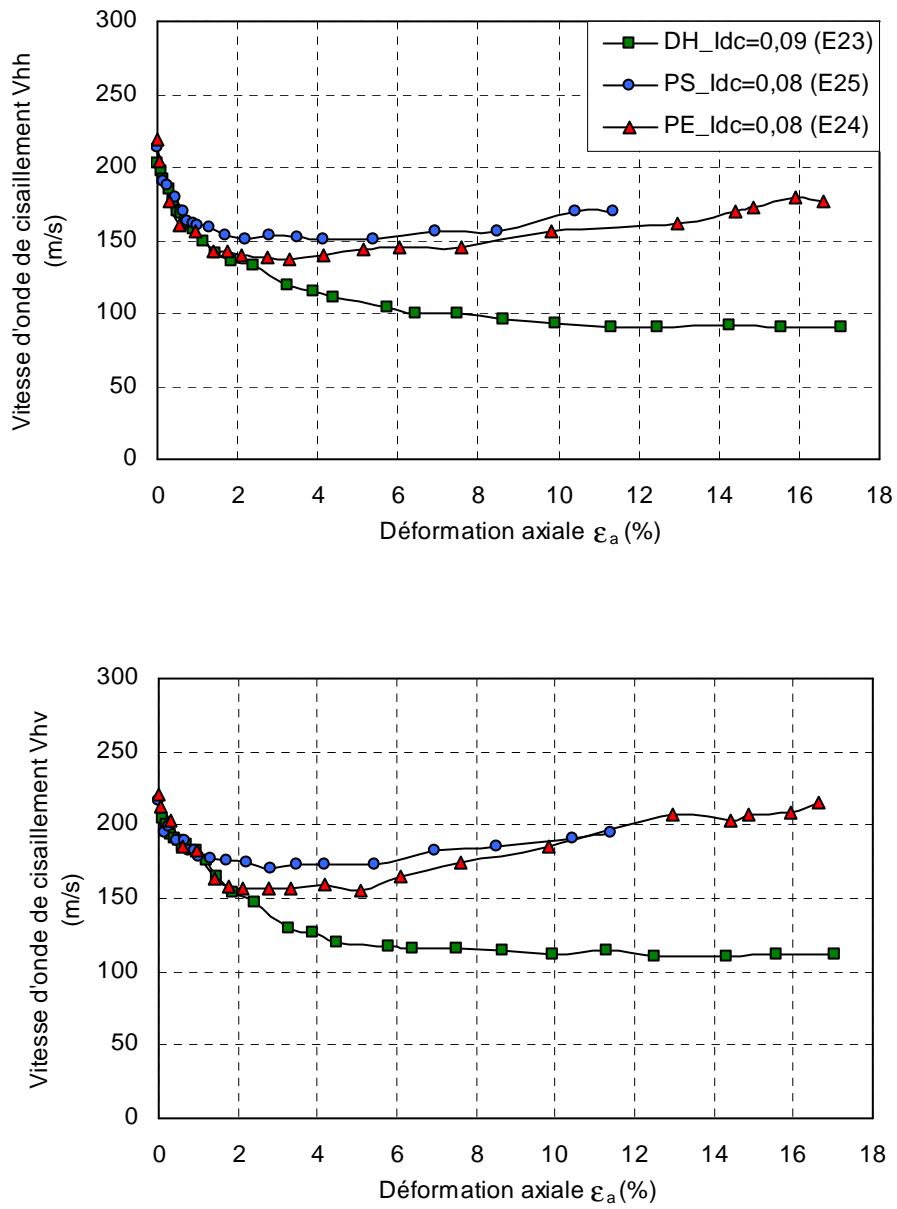 300
250
200
150
100
50
0
Vitesse d'onde de cisaillement Vhh
(m/s)
DH_Idc=0,09 (E23)
PS_Idc=0,08 (E25)
PE_Idc=0,08 (E24)
0 2 4 6 8 10 12 14 16 18
Déformation axiale εa (%)
300
250
200
150
100
50
0
Vitesse d'onde de cisaillement Vhv
(m/s)
0 2 4 6 8 10 12 14 16 18
Déformation axiale εa (%)